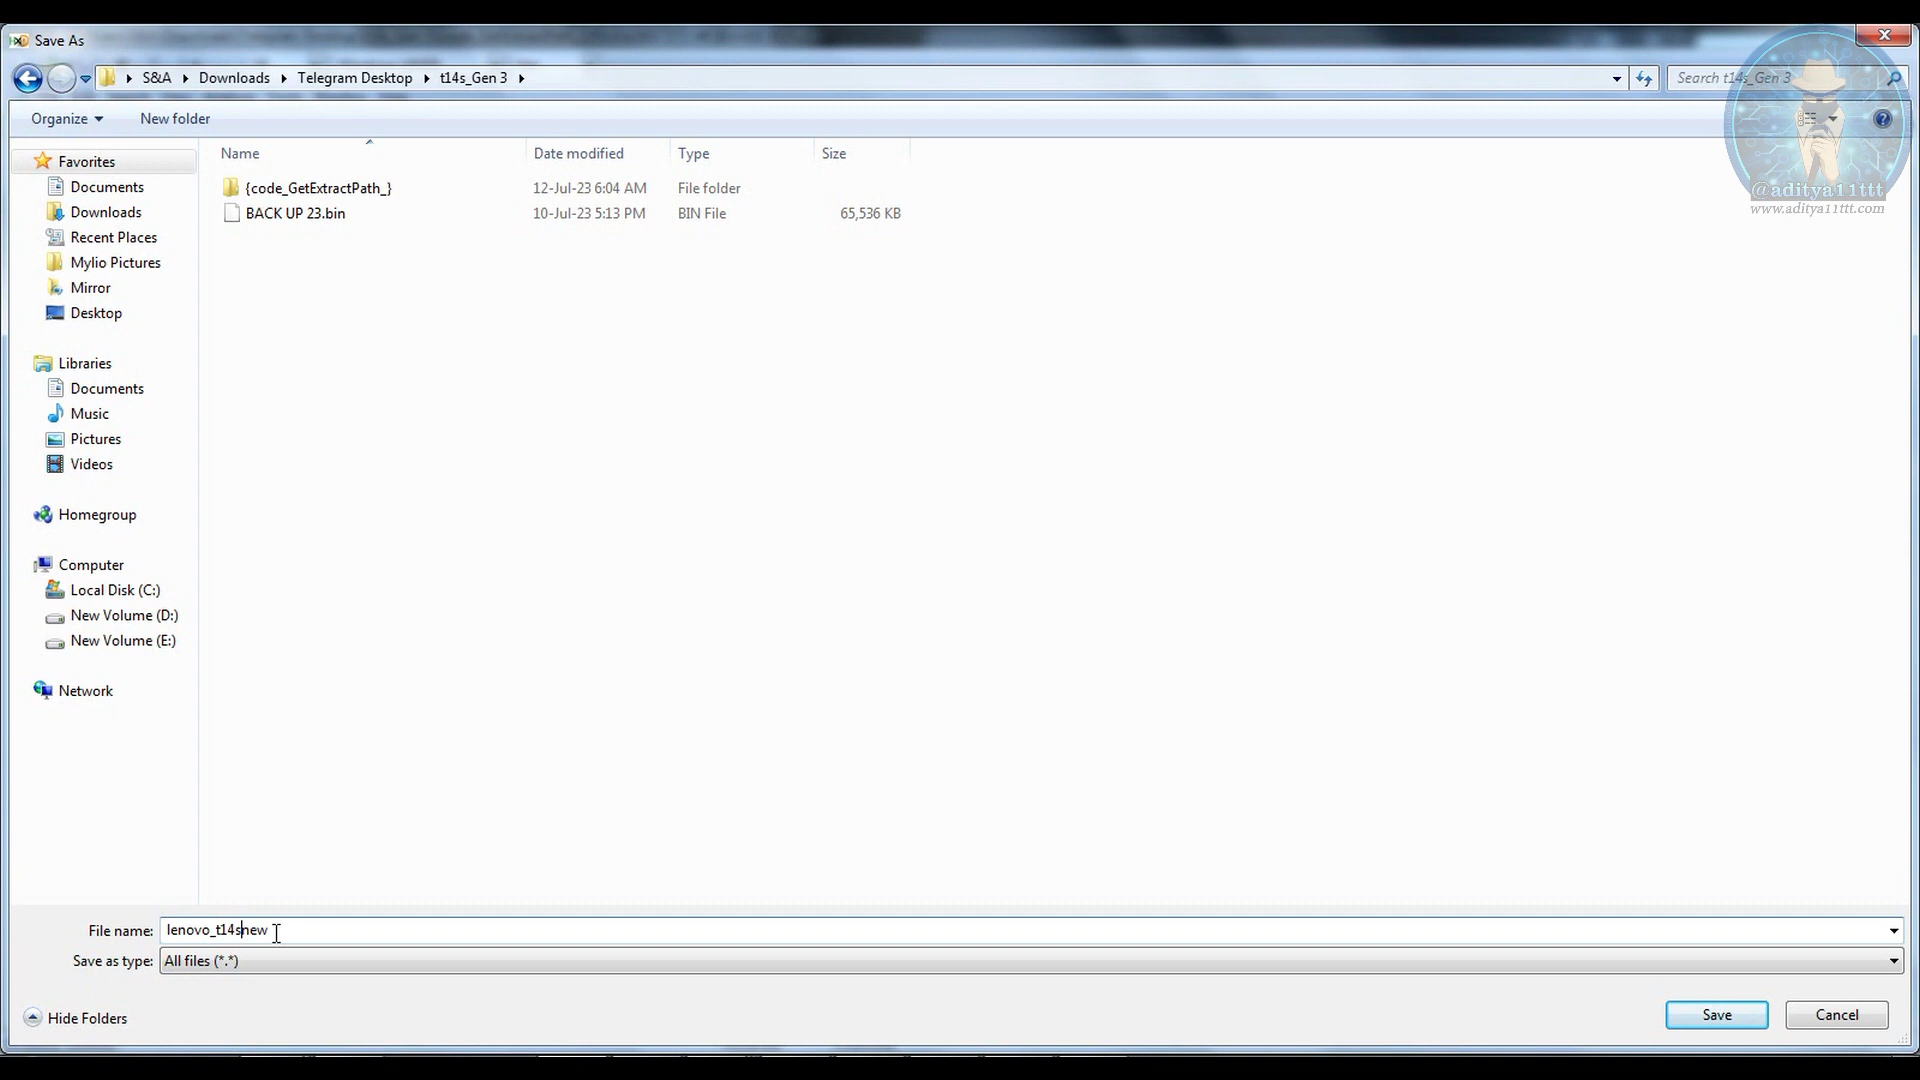 Save As
S&A
Downloads
Telegram Desktop
t14s_Gen 3
Search t14s_Gen 3
Organize
New folder
@aditya11ttt
www.aditya11ttt.com
Name
Date modified
Type
Size
{code_GetExtractPath_}
12-Jul-23 6:04 AM
File folder
BACK UP 23.bin
10-Jul-23 5:13 PM
BIN File
65,536 KB
Favorites
Documents
Downloads
Recent Places
Mylio Pictures
Mirror
Desktop
Libraries
Documents
Music
Pictures
Videos
Homegroup
Computer
Local Disk (C:)
New Volume (D:)
New Volume (E:)
Network
File name: lenovo_t14snew
Save as type: All files (*.*)
Hide Folders
Save
Cancel